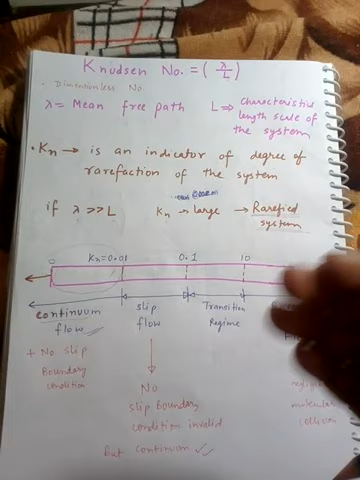 Knudsen No. = (λ/L)
. Dimensionless No.
λ = Mean free path L ⇒ Characteristic
length scale of
the system
. Kn → is an indicator of degree of
rarefaction of the system
if λ >> L Kn → large → Rarefied
system
0 Kn = 0.01 0.1 10
continuum
flow
slip
flow
Transition
Regime
+ No slip
Boundary
condition
No
slip Boundary
condition invalid
But continuum ✓
molecular